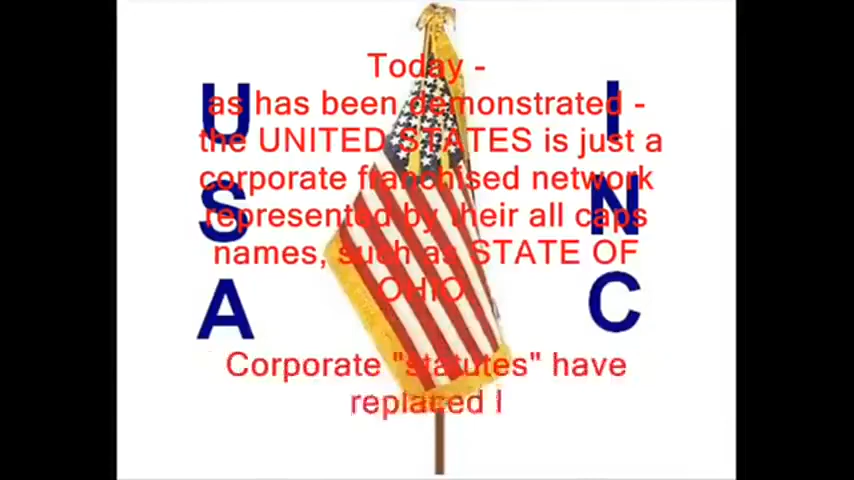 Today -
as has been demonstrated -
the UNITED STATES is just a
corporate franchised network
represented by their all caps
names, such as STATE OF
OHIO
Corporate "statutes" have
replaced l
U
S
A
I
N
C